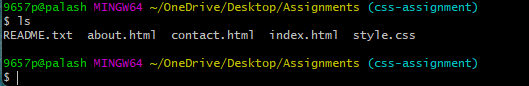 9657p@palash MINGW64 ~/OneDrive/Desktop/Assignments (css-assignment)
$ ls
README.txt  about.html  contact.html  index.html  style.css
9657p@palash MINGW64 ~/OneDrive/Desktop/Assignments (css-assignment)
$